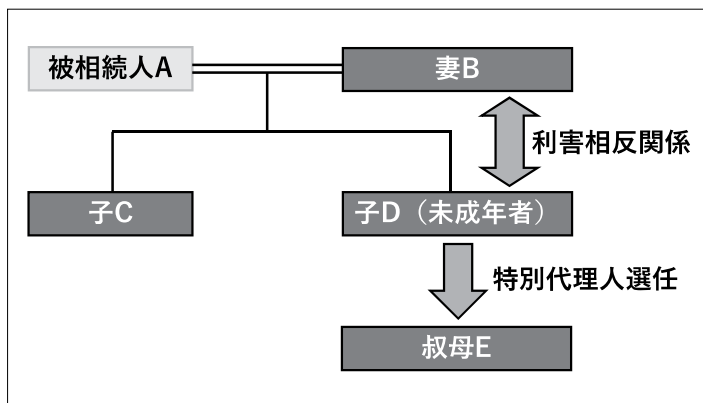 被相続人A
妻B
利害相反関係
子C
子D（未成年者）
特別代理人選任
叔母E